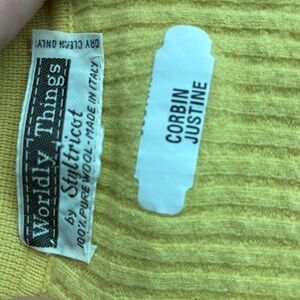 DRY CLEAN ONLY
Worldly Things
by Styltricot
100% PURE WOOL - MADE IN ITALY
CORBIN
JUSTINE